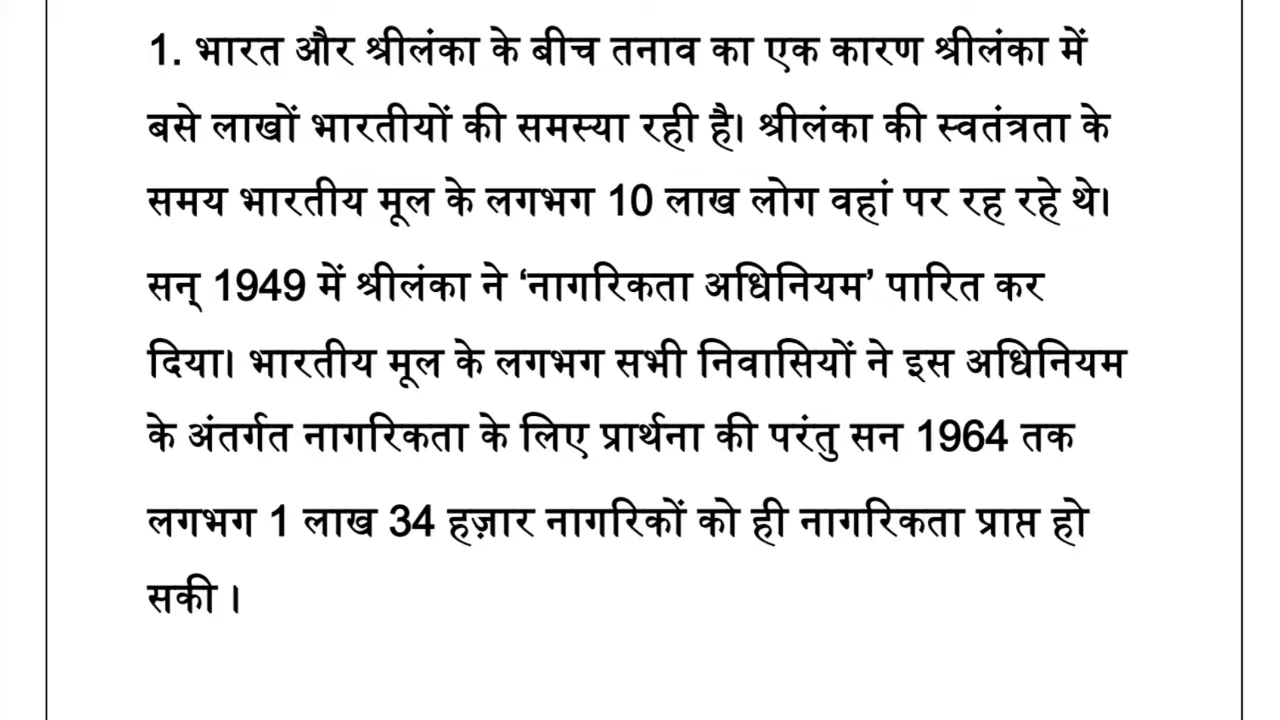 1. भारत और श्रीलंका के बीच तनाव का एक कारण श्रीलंका में
बसे लाखों भारतीयों की समस्या रही है। श्रीलंका की स्वतंत्रता के
समय भारतीय मूल के लगभग 10 लाख लोग वहां पर रह रहे थे।
सन् 1949 में श्रीलंका ने ‘नागरिकता अधिनियम’ पारित कर
दिया। भारतीय मूल के लगभग सभी निवासियों ने इस अधिनियम
के अंतर्गत नागरिकता के लिए प्रार्थना की परंतु सन 1964 तक
लगभग 1 लाख 34 हज़ार नागरिकों को ही नागरिकता प्राप्त हो
सकी ।